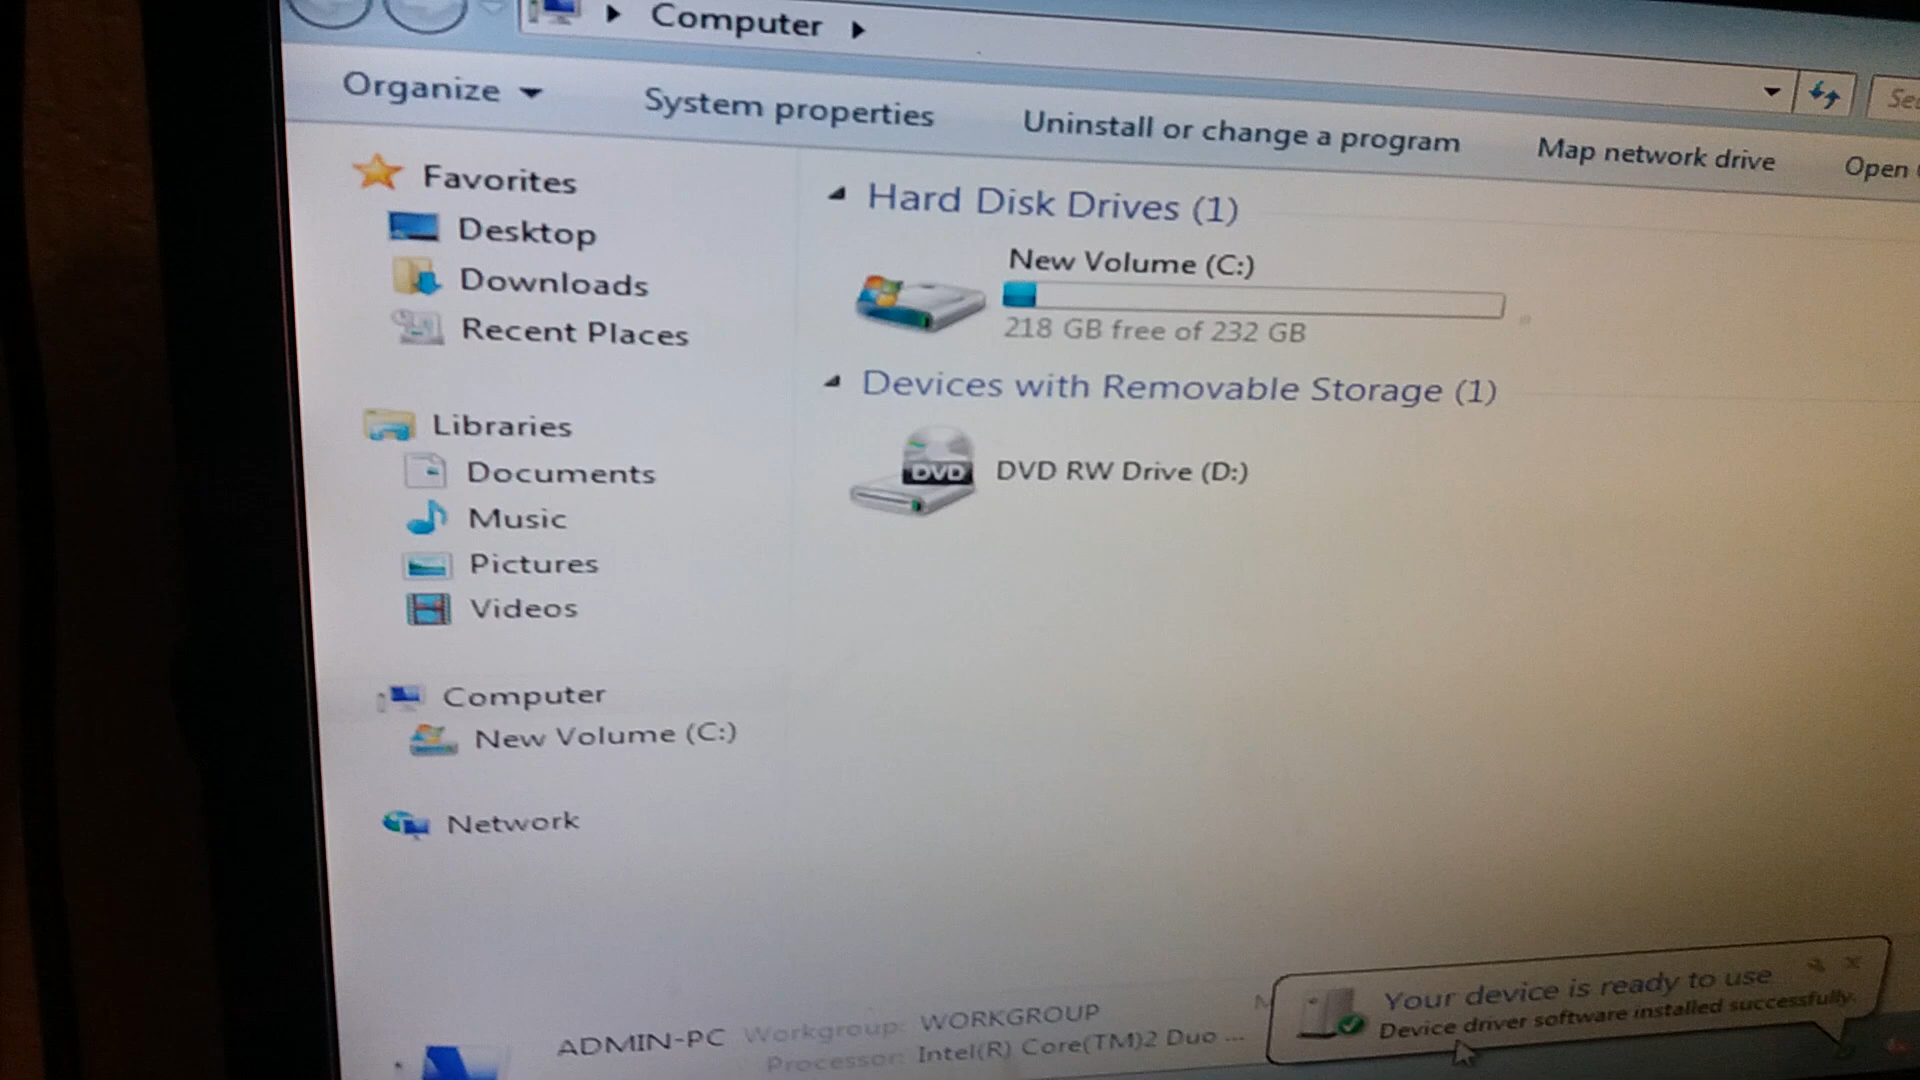 Computer
Organize
System properties
Uninstall or change a program
Map network drive
Open
Favorites
Desktop
Downloads
Recent Places
Libraries
Documents
Music
Pictures
Videos
Computer
New Volume (C:)
Network
Hard Disk Drives (1)
New Volume (C:)
218 GB free of 232 GB
Devices with Removable Storage (1)
DVD
DVD RW Drive (D:)
ADMIN-PC Workgroup: WORKGROUP
Processor: Intel(R) Core(TM)2 Duo ...
Your device is ready to use
Device driver software installed successfully.